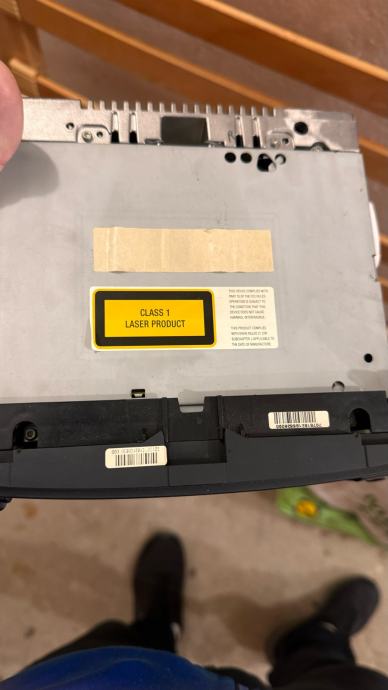 CLASS 1
LASER PRODUCT
THIS DEVICE COMPLIES WITH
PART 15 OF THE FCC RULES.
OPERATION IS SUBJECT TO
THE CONDITION THAT THIS
DEVICE DOES NOT CAUSE
HARMFUL INTERFERENCE.
THIS PRODUCT COMPLIES
WITH DHHS RULES 21 CFR
SUBCHAPTER J APPLICABLE TO
THE DATE OF MANUFACTURE.